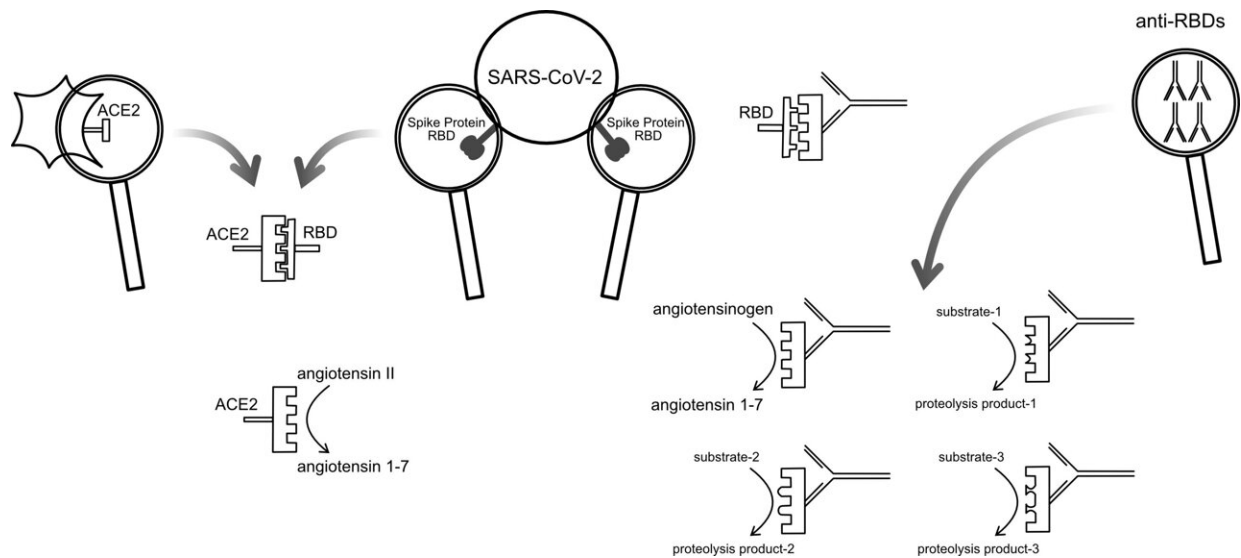 anti-RBDs
SARS-CoV-2
ACE2
Spike Protein
RBD
Spike Protein
RBD
RBD
ACE2
RBD
angiotensinogen
angiotensin 1-7
substrate-1
proteolysis product-1
ACE2
angiotensin II
angiotensin 1-7
substrate-2
proteolysis product-2
substrate-3
proteolysis product-3